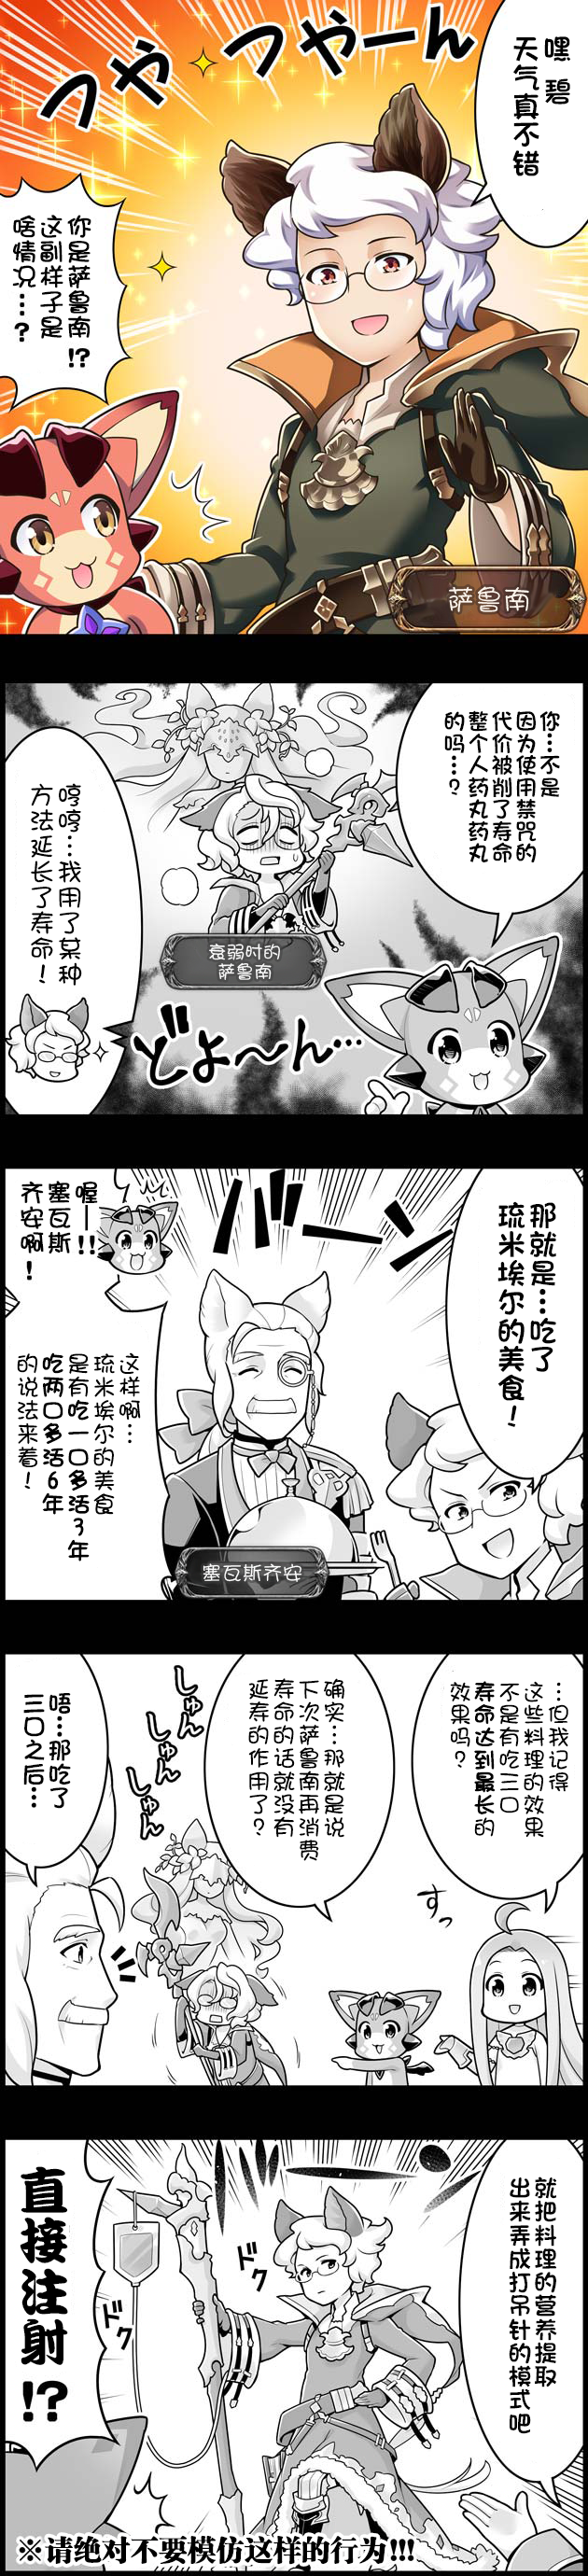 嘿 碧
天气真不错
つや つやーん
你是萨鲁南!?
这副样子是
啥情况…?
萨鲁南
你…不是
因为使用禁咒的
代价被削了寿命
整个人药丸药丸
的吗…?
哼哼…我用了某种
方法延长了寿命!
衰弱时的
萨鲁南
どよ〜ん…
那就是…吃了
琉米埃尔的美食!
バーン
喔—!!
塞瓦斯
齐安啊!
这样啊…
琉米埃尔的美食
是有吃一口多活3年
吃两口多活6年
的说法来着!
塞瓦斯齐安
…但我记得
这些料理的效果
不是有吃三口
寿命达到最长的
效果吗?
确实…那就是说
下次萨鲁南再消费
寿命的话就没有
延寿的作用了?
しゅん
しゅん
しゅん
唔…那吃了
三口之后…
すっ
就把料理的营养提取
出来弄成打吊针的模式吧
ドク
ドク
直接注射!?
※请绝对不要模仿这样的行为!!!